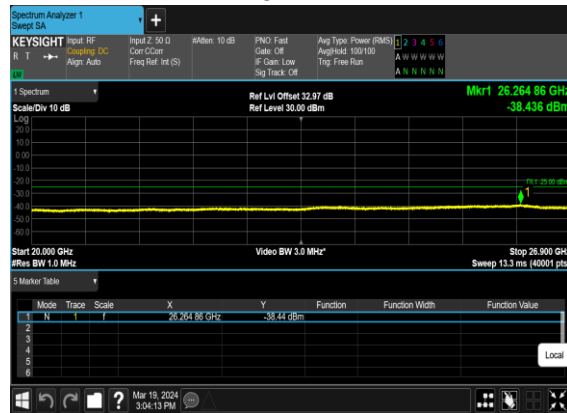 Spectrum Analyzer 1
Swept SA
KEYSIGHT
R T
LW
Input: RF
Coupling: DC
Align: Auto
Input Z: 50 Ω
Corr CCorr
Freq Ref: Int (S)
#Atten: 10 dB
PNO: Fast
Gate: Off
IF Gain: Low
Sig Track: Off
Avg Type: Power (RMS)
Avg|Hold: 100/100
Trig: Free Run
1 2 3 4 5 6
A W W W W W
A N N N N N
1 Spectrum
Scale/Div 10 dB
Ref Lvl Offset 32.97 dB
Ref Level 30.00 dBm
Mkr1 26.264 86 GHz
-38.436 dBm
Log
20.0
10.0
0.00
-10.0
-20.0
-30.0
-40.0
-50.0
-60.0
DL1 -25.00 dBm
1
Start 20.000 GHz
#Res BW 1.0 MHz
Video BW 3.0 MHz*
Stop 26.900 GHz
Sweep 13.3 ms (40001 pts
5 Marker Table
Mode Trace Scale X Y Function Function Width Function Value
1 N 1 f 26.264 86 GHz -38.44 dBm
2
3
4
5
6
Local
?
Mar 19, 2024
3:04:13 PM